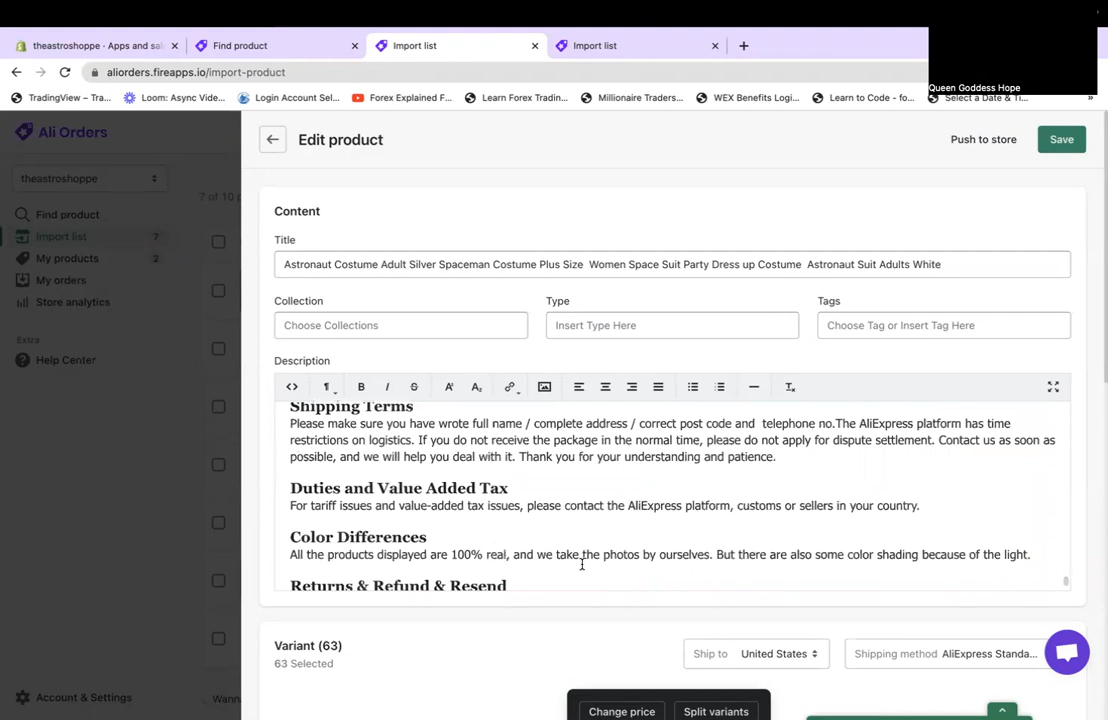 Queen Goddess Hope
theastroshoppe · Apps and sal
Find product
Import list
Import list
aliorders.fireapps.io/import-product
TradingView – Tra...
Loom: Async Vide...
Login Account Sel...
Forex Explained F...
Learn Forex Tradin...
Millionaire Traders...
WEX Benefits Logi...
Learn to Code - fo...
Select a Date & Ti...
»
Ali Orders
theastroshoppe
Find product
Import list 7
My products 2
My orders
Store analytics
Extra
Help Center
Account & Settings
7 of 10 p
Wanna
Edit product
Push to store
Save
Content
Title
Astronaut Costume Adult Silver Spaceman Costume Plus Size Women Space Suit Party Dress up Costume Astronaut Suit Adults White
Collection Type Tags
Choose Collections Insert Type Here Choose Tag or Insert Tag Here
Description
Shipping Terms
Please make sure you have wrote full name / complete address / correct post code and telephone no.The AliExpress platform has time
restrictions on logistics. If you do not receive the package in the normal time, please do not apply for dispute settlement. Contact us as soon as
possible, and we will help you deal with it. Thank you for your understanding and patience.
Duties and Value Added Tax
For tariff issues and value-added tax issues, please contact the AliExpress platform, customs or sellers in your country.
Color Differences
All the products displayed are 100% real, and we take the photos by ourselves. But there are also some color shading because of the light.
Returns & Refund & Resend
Variant (63)
63 Selected
Ship to United States
Shipping method AliExpress Standa...
Change price
Split variants